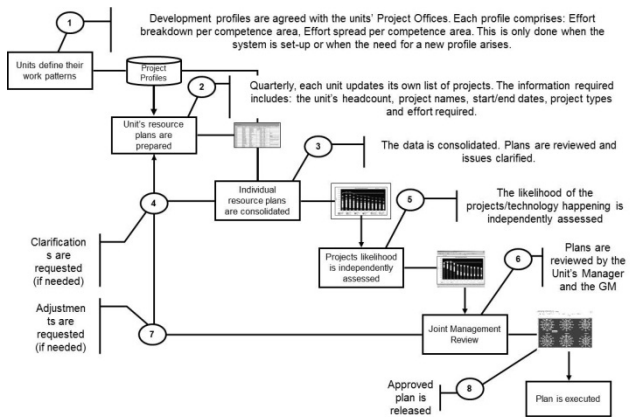 1
Development profiles are agreed with the units' Project Offices. Each profile comprises: Effort
breakdown per competence area, Effort spread per competence area. This is only done when the
system is set-up or when the need for a new profile arises.
Units define their
work patterns
Project
Profiles
2
Quarterly, each unit updates its own list of projects. The information required
includes: the unit's headcount, project names, start/end dates, project types
and effort required.
Unit's resource
plans are
prepared
3
The data is consolidated. Plans are reviewed and
issues clarified.
4
Individual
resource plans
are consolidated
5
The likelihood of the
projects/technology happening is
independently assessed
Clarification
s are
requested
(if needed)
Projects likelihood
is independently
assessed
6
Plans are
reviewed by the
Unit's Manager
and the GM
Adjustmen
ts are
requested
(if needed)
7
Joint Management
Review
Approved
plan is
released
8
Plan is executed